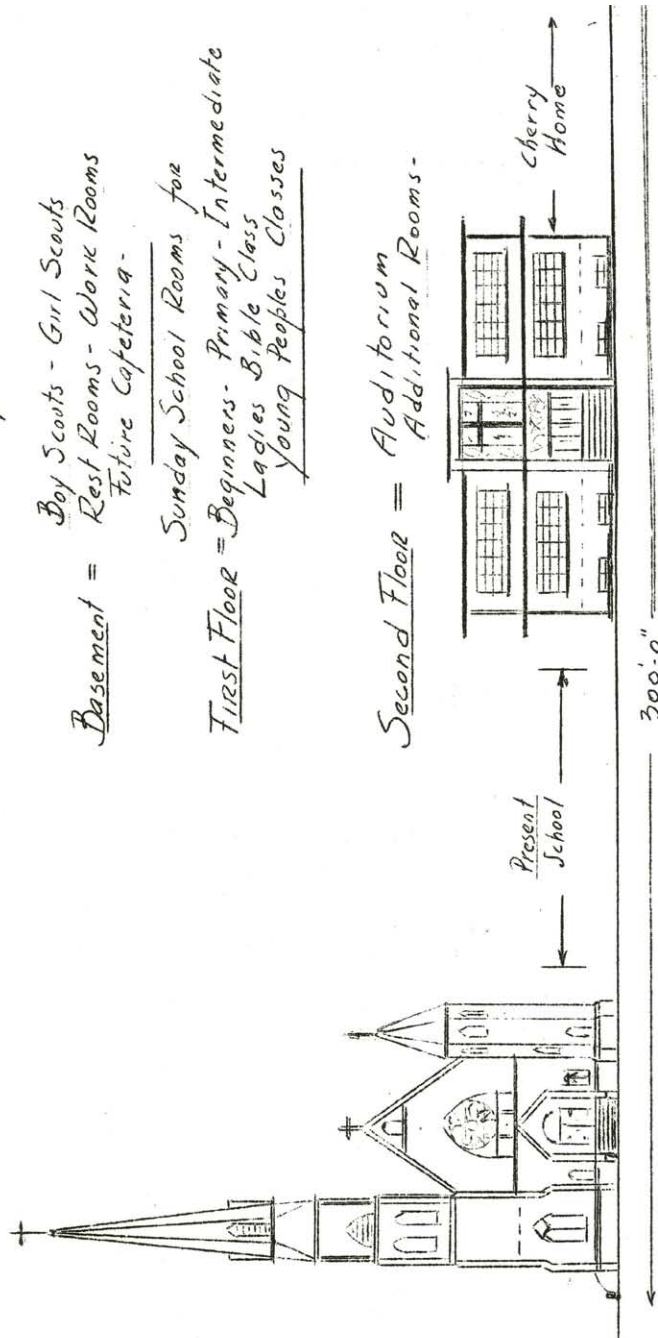 Boy Scouts - Girl Scouts
Basement = Rest Rooms - Work Rooms
Future Cafeteria -
Sunday School Rooms for
First Floor = Beginners - Primary - Intermediate
Ladies Bible Class
Young Peoples Classes
Second Floor = Auditorium
Additional Rooms -
Present
School
Cherry
Home
300'-0"